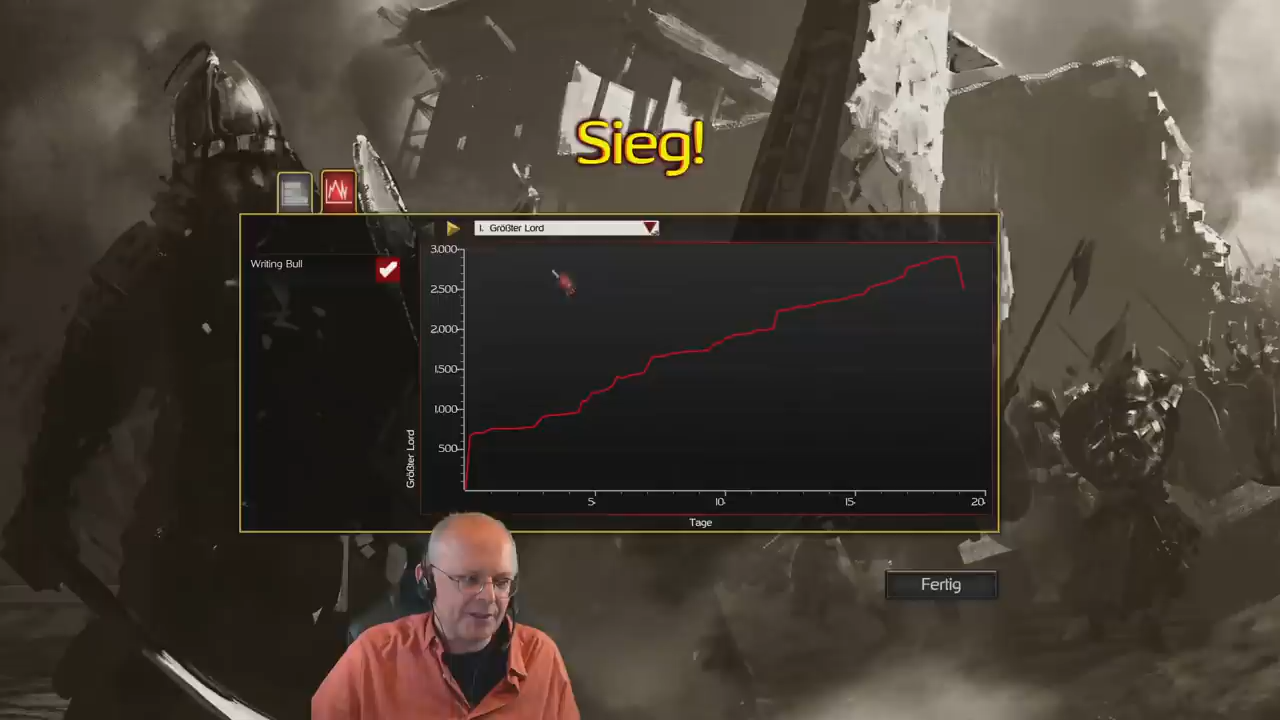 Sieg!
I. Größter Lord
Writing Bull
3.000
2.500
2.000
1.500
1.000
500
Größter Lord
5
10
15
20
Tage
Fertig